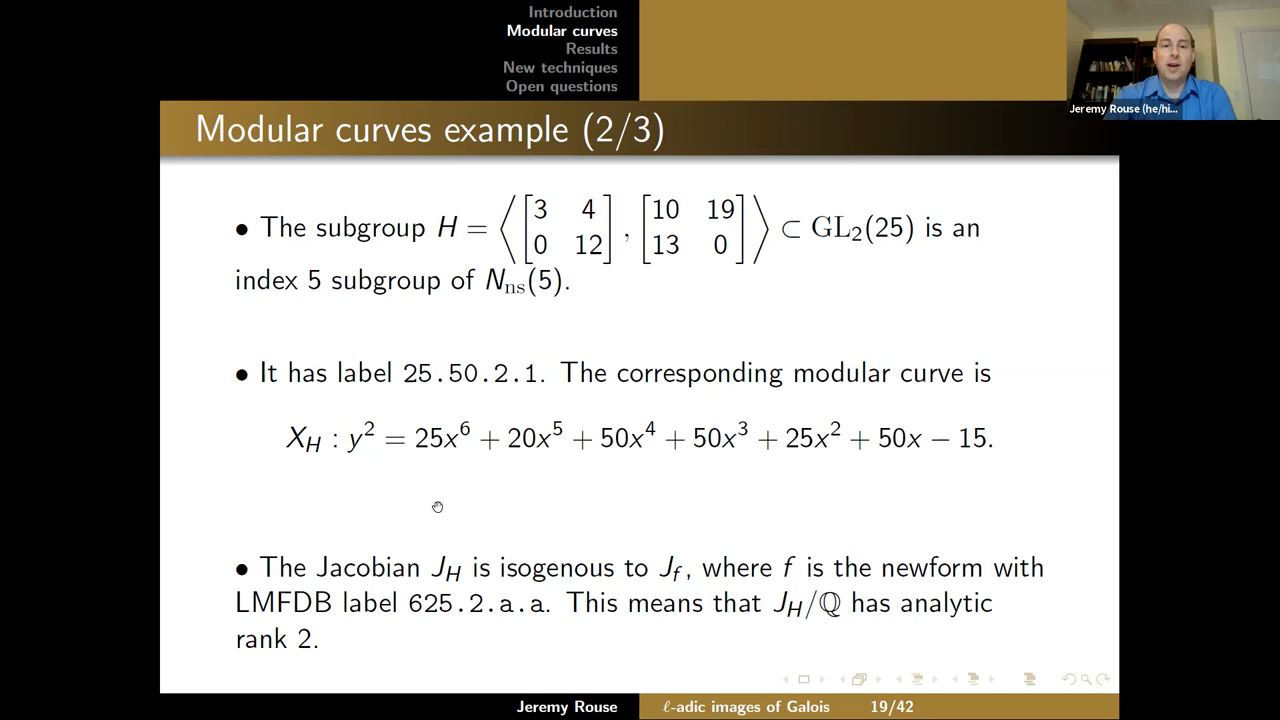 Introduction
Modular curves
Results
New techniques
Open questions
Jeremy Rouse (he/hi...
Modular curves example (2/3)
• The subgroup H = ⟨[3 4; 0 12], [10 19; 13 0]⟩ ⊂ GL₂(25) is an
index 5 subgroup of Nₙₛ(5).
• It has label 25.50.2.1. The corresponding modular curve is
X_H : y² = 25x⁶ + 20x⁵ + 50x⁴ + 50x³ + 25x² + 50x − 15.
• The Jacobian J_H is isogenous to J_f, where f is the newform with
LMFDB label 625.2.a.a. This means that J_H/ℚ has analytic
rank 2.
Jeremy Rouse
ℓ-adic images of Galois
19/42